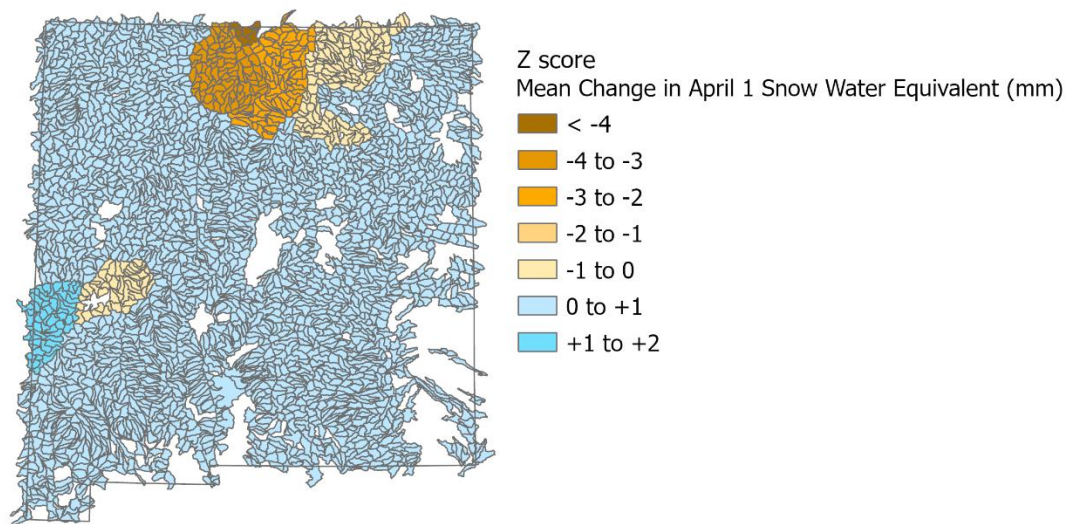 Z score
Mean Change in April 1 Snow Water Equivalent (mm)
< -4
-4 to -3
-3 to -2
-2 to -1
-1 to 0
0 to +1
+1 to +2